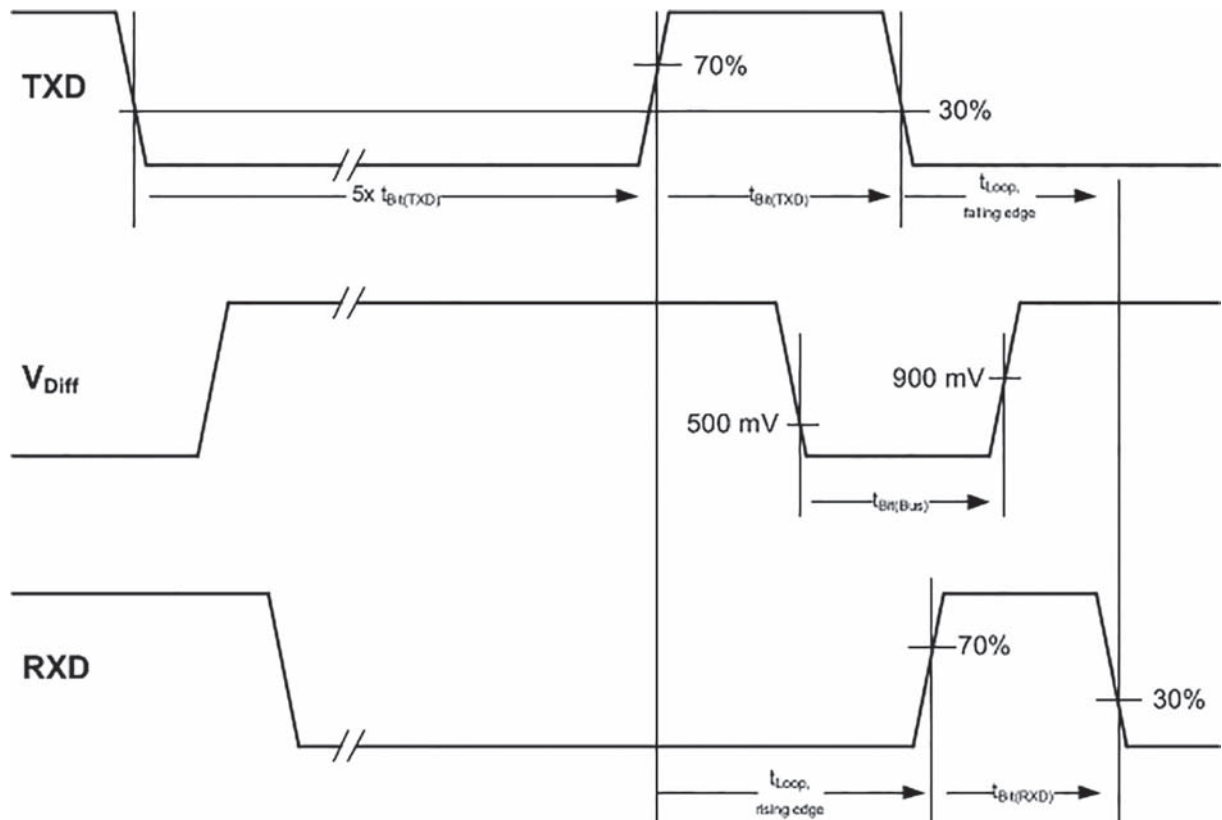 TXD
70%
30%
5x tBit(TXD)
tBit(TXD)
tLoop,
falling edge
VDiff
900 mV
500 mV
tBit(Bus)
RXD
70%
30%
tLoop,
rising edge
tBit(RXD)